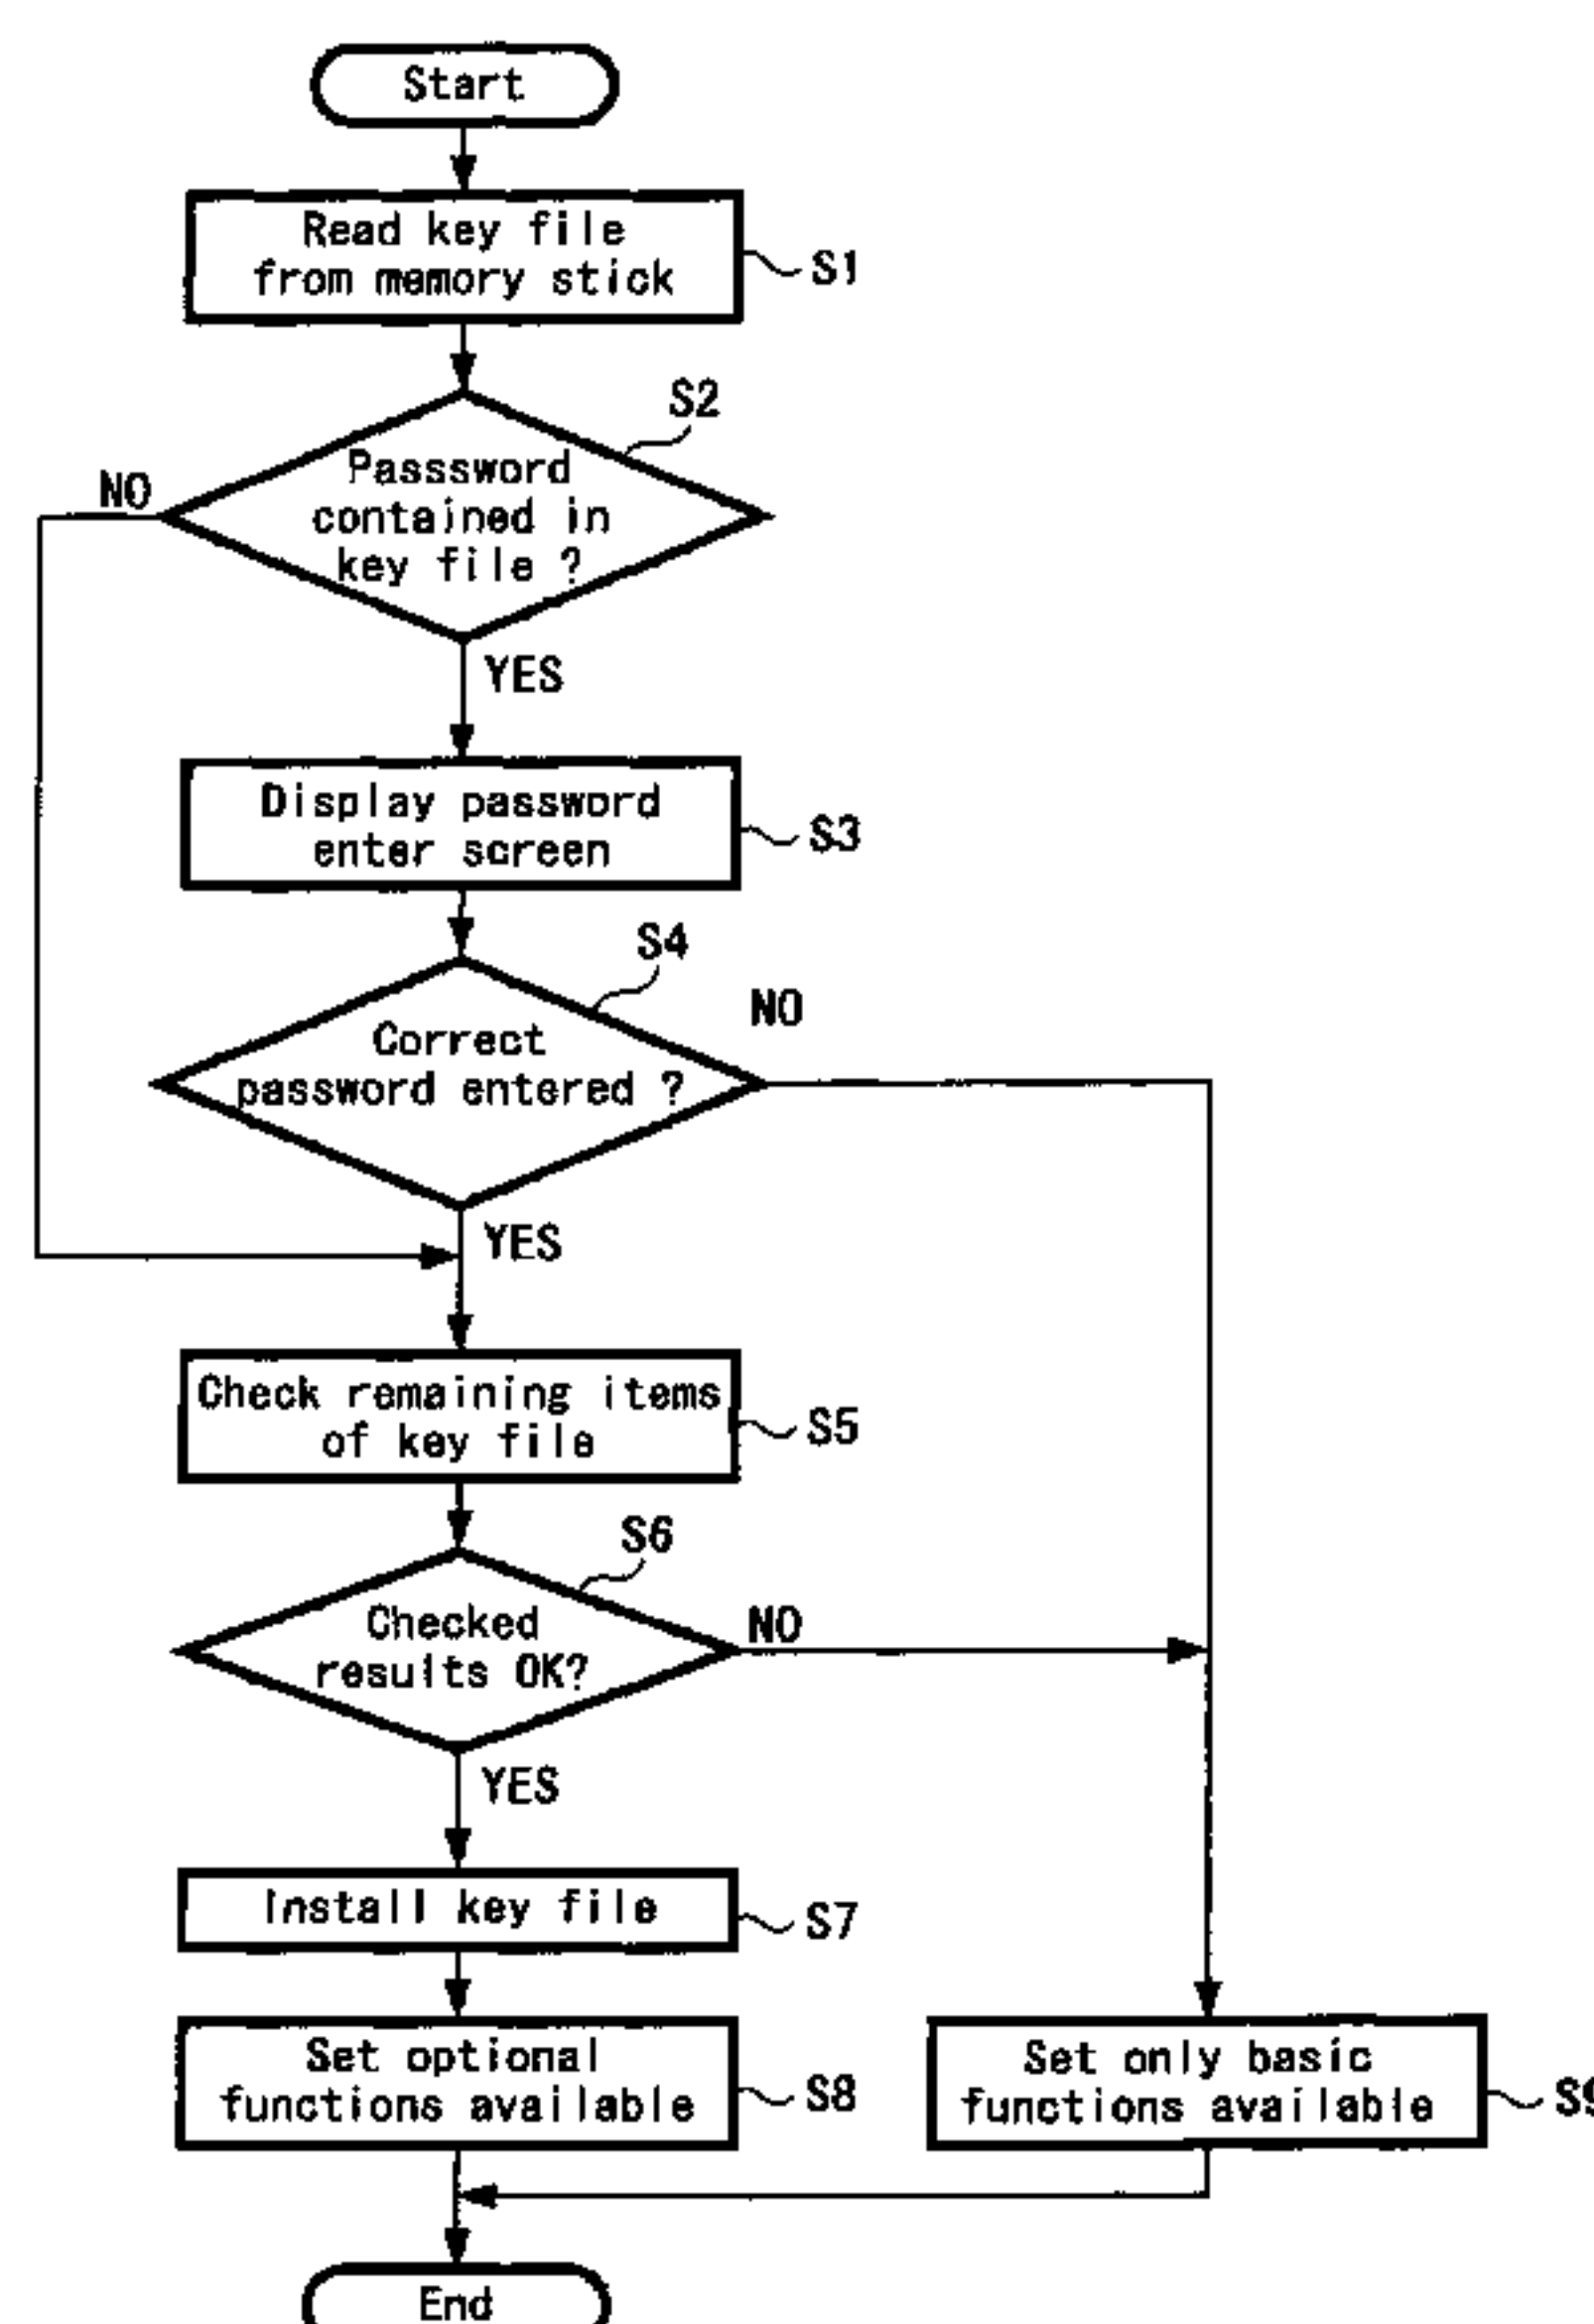 Start
Read key file
from memory stick
S1
S2
NO
Passsword
contained in
key file ?
YES
Display password
enter screen
S3
S4
NO
Correct
password entered ?
YES
Check remaining items
of key file
S5
S6
Checked
results OK?
NO
YES
Install key file
S7
Set optional
functions available
S8
Set only basic
functions available
S9
End